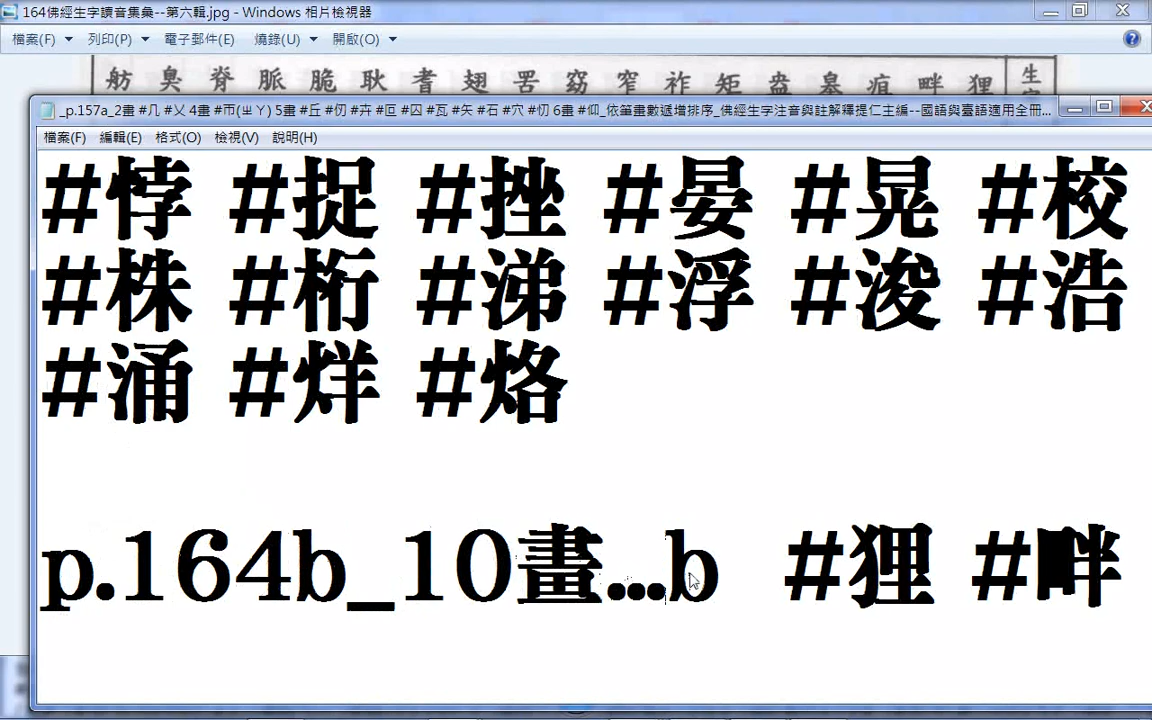 164佛經生字讀音集彙--第六輯.jpg - Windows 相片檢視器
檔案(F) 列印(P) 電子郵件(E) 燒錄(U) 開啟(O)
舫 臭 脊 脈 脆 耿 耆 翅 罟 窈 窄 祚 矩 盎 墓 疽 畔 狸 生
_p.157a_2畫 #几 #乂 4畫 #帀(ㄓㄚ) 5畫 #丘 #仞 #卉 #叵 #囚 #瓦 #矢 #石 #穴 #忉 6畫 #仰_依筆畫數遞增排序_佛經生字注音與註解釋提仁主編--國語與臺語適用全冊...
檔案(F) 編輯(E) 格式(O) 檢視(V) 說明(H)
#悖 #捉 #挫 #晏 #晃 #校
#株 #桁 #涕 #浮 #浚 #浩
#涌 #烊 #烙
p.164b_10畫...b #狸 #畔